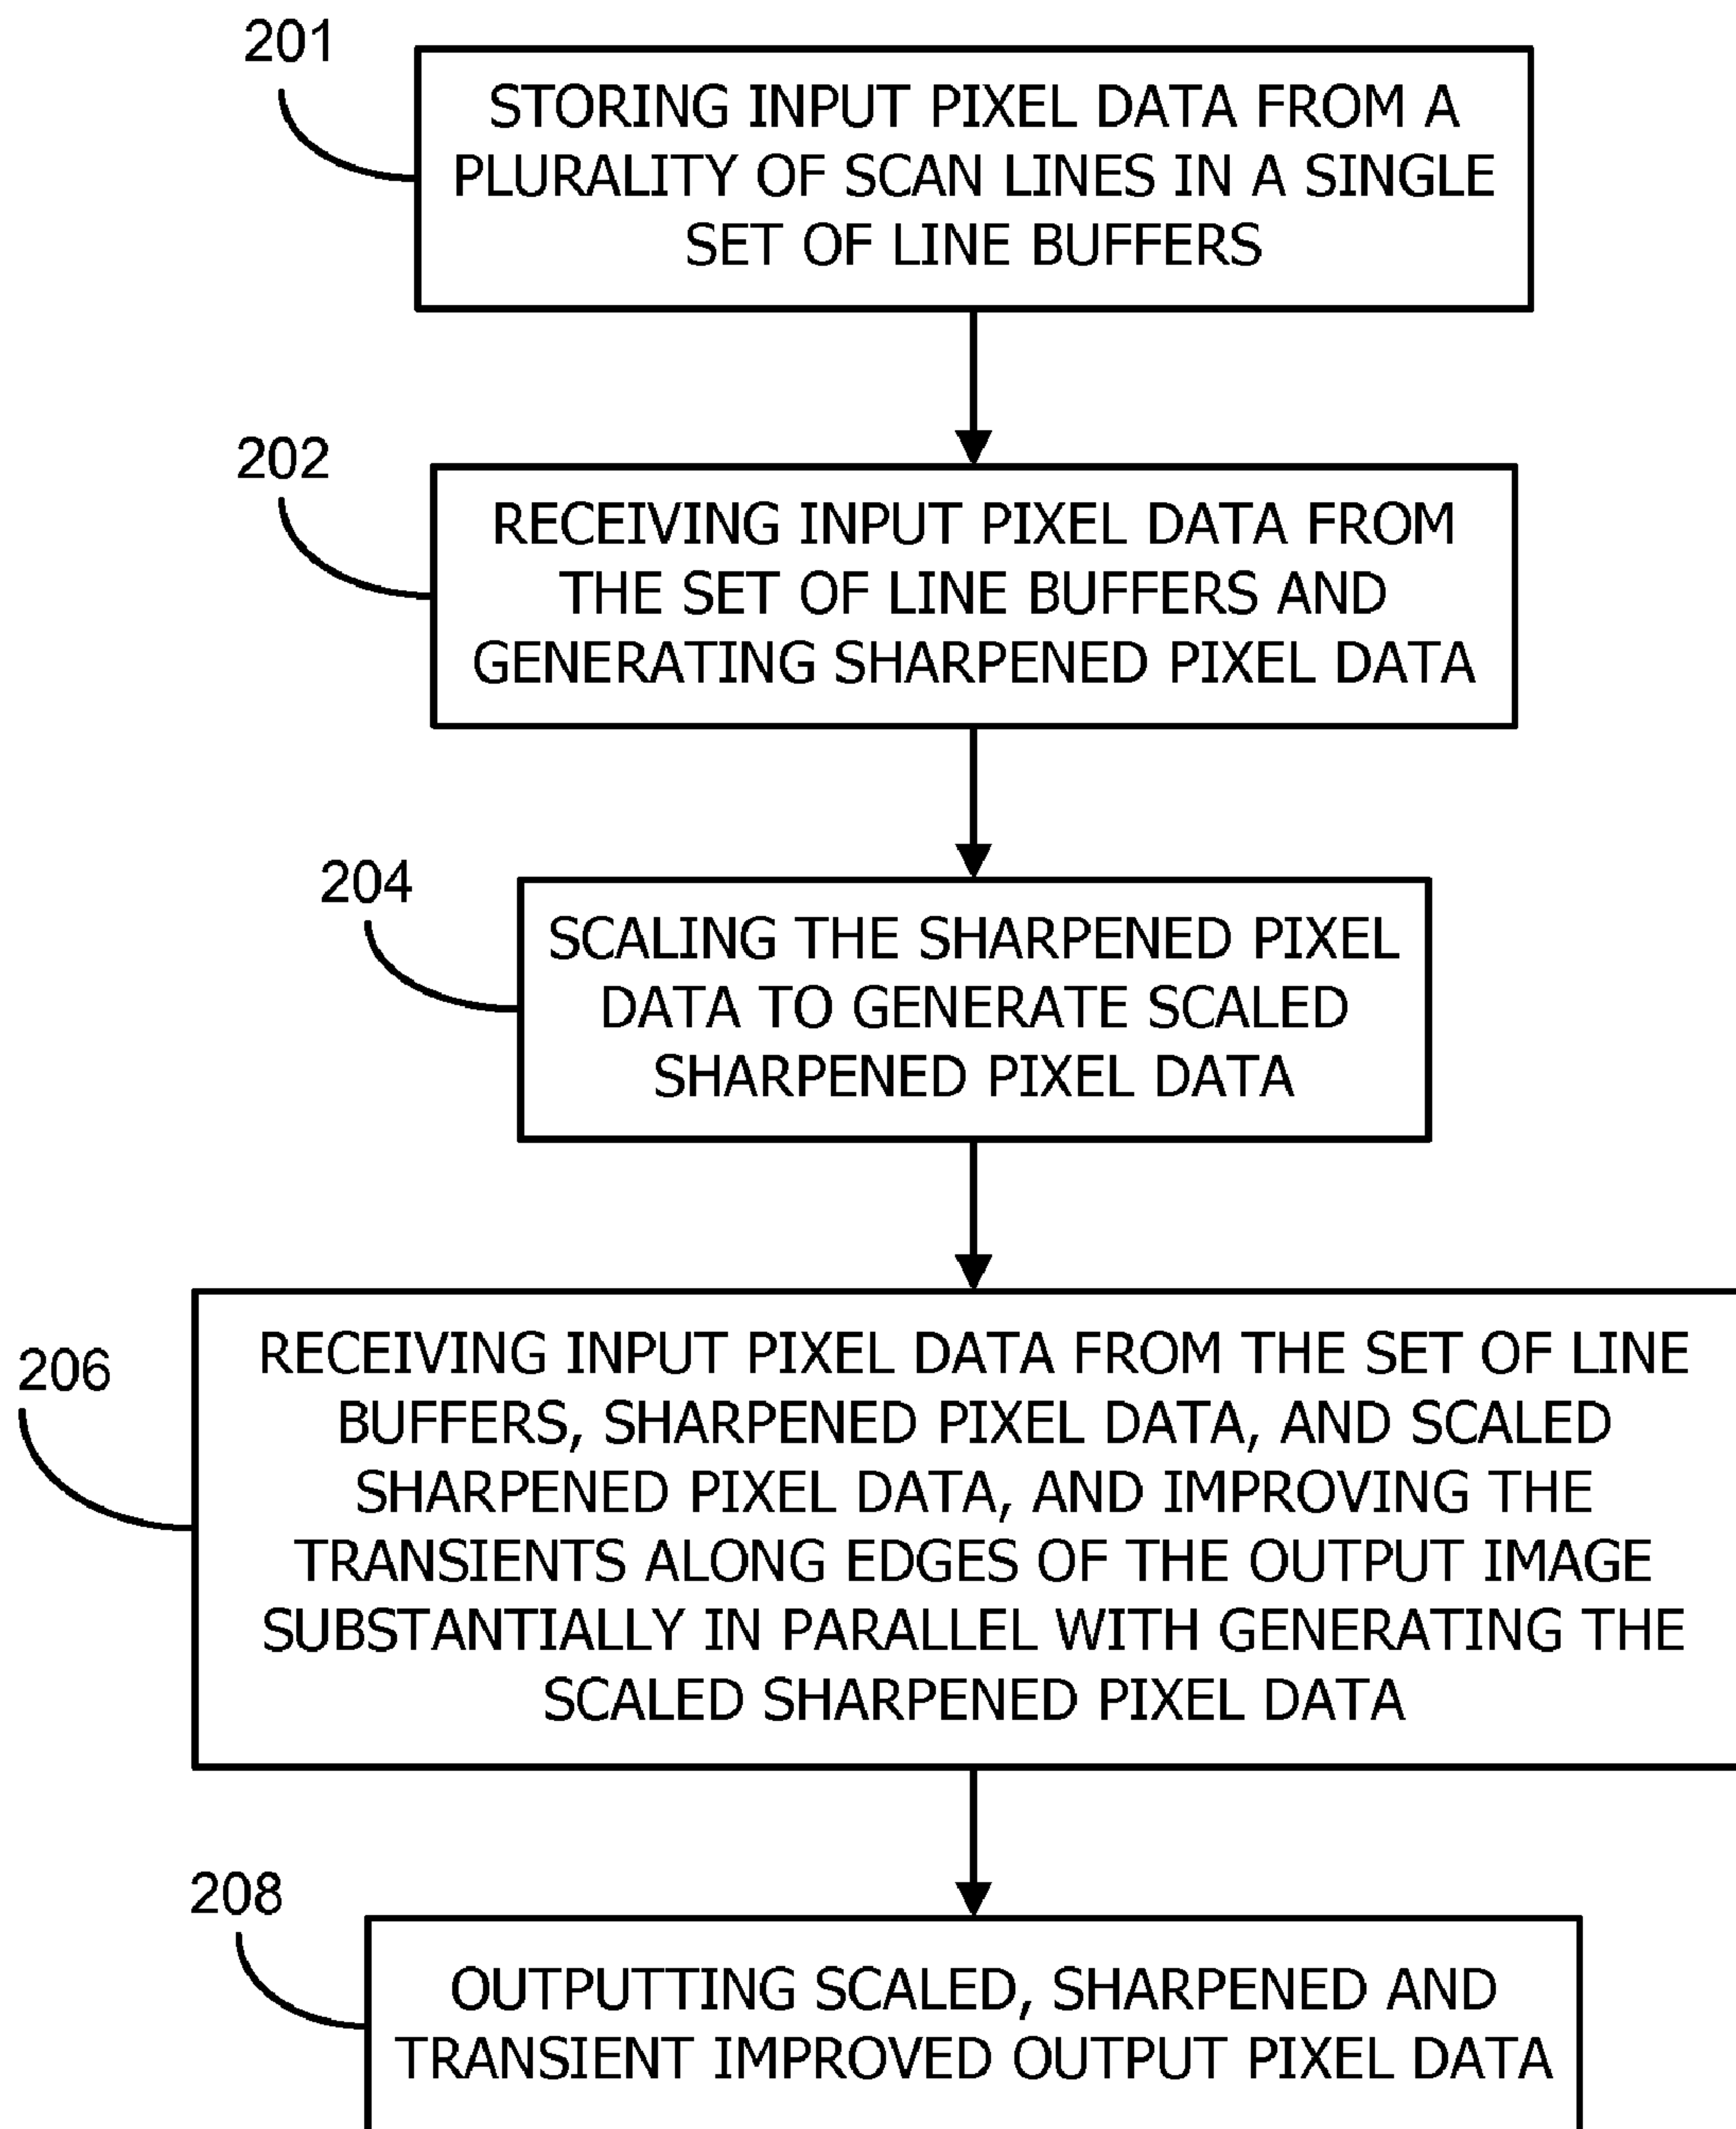 201
STORING INPUT PIXEL DATA FROM A
PLURALITY OF SCAN LINES IN A SINGLE
SET OF LINE BUFFERS
202
RECEIVING INPUT PIXEL DATA FROM
THE SET OF LINE BUFFERS AND
GENERATING SHARPENED PIXEL DATA
204
SCALING THE SHARPENED PIXEL
DATA TO GENERATE SCALED
SHARPENED PIXEL DATA
206
RECEIVING INPUT PIXEL DATA FROM THE SET OF LINE
BUFFERS, SHARPENED PIXEL DATA, AND SCALED
SHARPENED PIXEL DATA, AND IMPROVING THE
TRANSIENTS ALONG EDGES OF THE OUTPUT IMAGE
SUBSTANTIALLY IN PARALLEL WITH GENERATING THE
SCALED SHARPENED PIXEL DATA
208
OUTPUTTING SCALED, SHARPENED AND
TRANSIENT IMPROVED OUTPUT PIXEL DATA